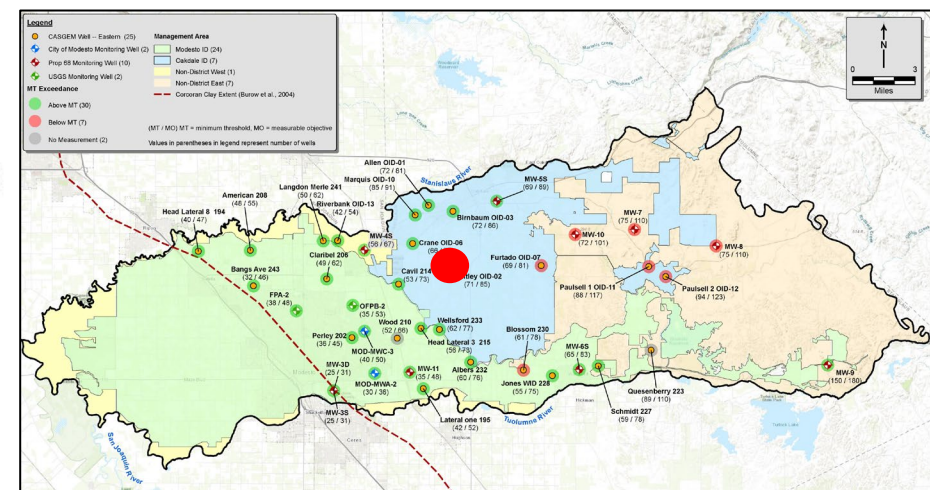 Legend
CASGEM Well -- Eastern (25)
City of Modesto Monitoring Well (2)
Prop 68 Monitoring Well (10)
USGS Monitoring Well (2)
MT Exceedance
Above MT (30)
Below MT (7)
No Measurement (2)
Management Area
Modesto ID (24)
Oakdale ID (7)
Non-District West (1)
Non-District East (7)
Corcoran Clay Extent (Burow et al., 2004)
(MT / MO) MT = minimum threshold, MO = measurable objective
Values in parentheses in legend represent number of wells
N
0 3
Miles
Allen OID-01
(72 / 81)
Marquis OID-10
(85 / 91)
Stanislaus River
MW-5S
(69 / 89)
Birnbaum OID-03
(72 / 86)
Langdon Merle 241
(50 / 62)
Riverbank OID-13
(42 / 54)
American 208
(48 / 55)
Head Lateral 8 194
(40 / 47)
MW-4S
(56 / 67)
Crane OID-06
MW-10
(72 / 101)
MW-7
(75 / 110)
MW-8
(75 / 110)
Claribel 206
(49 / 62)
Cavil 214
(53 / 73)
OID-02
(71 / 85)
Furtado OID-07
(69 / 81)
Paulsell 1 OID-11
(88 / 117)
Paulsell 2 OID-12
(94 / 123)
Bangs Ave 243
(32 / 46)
FPA-2
(38 / 48)
OFPB-2
(35 / 53)
Wood 210
(52 / 66)
Wellsford 233
(62 / 77)
Head Lateral 3 215
(56 / 73)
Perley 202
(36 / 45)
MOD-MWC-3
(40 / 50)
Blossom 230
(61 / 78)
MW-6S
(65 / 83)
MW-3D
(25 / 31)
MOD-MWA-2
(30 / 36)
MW-11
(35 / 48)
Albers 232
(60 / 76)
Jones WID 228
(55 / 75)
Quesenberry 223
(89 / 110)
MW-9
(150 / 180)
MW-3S
(25 / 31)
Lateral one 195
(42 / 52)
Tuolumne River
Schmidt 227
(59 / 78)
San Joaquin River
Ceres